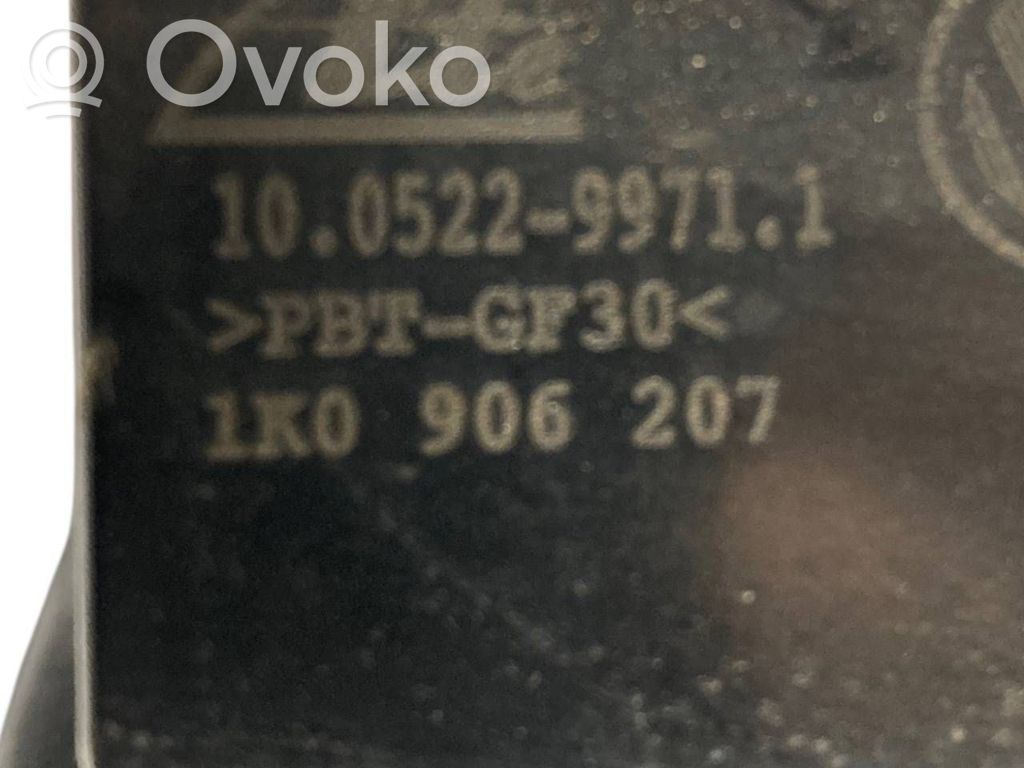 Ovoko
10.0522-9971.1
>PBT-GF30<
1K0 906 207